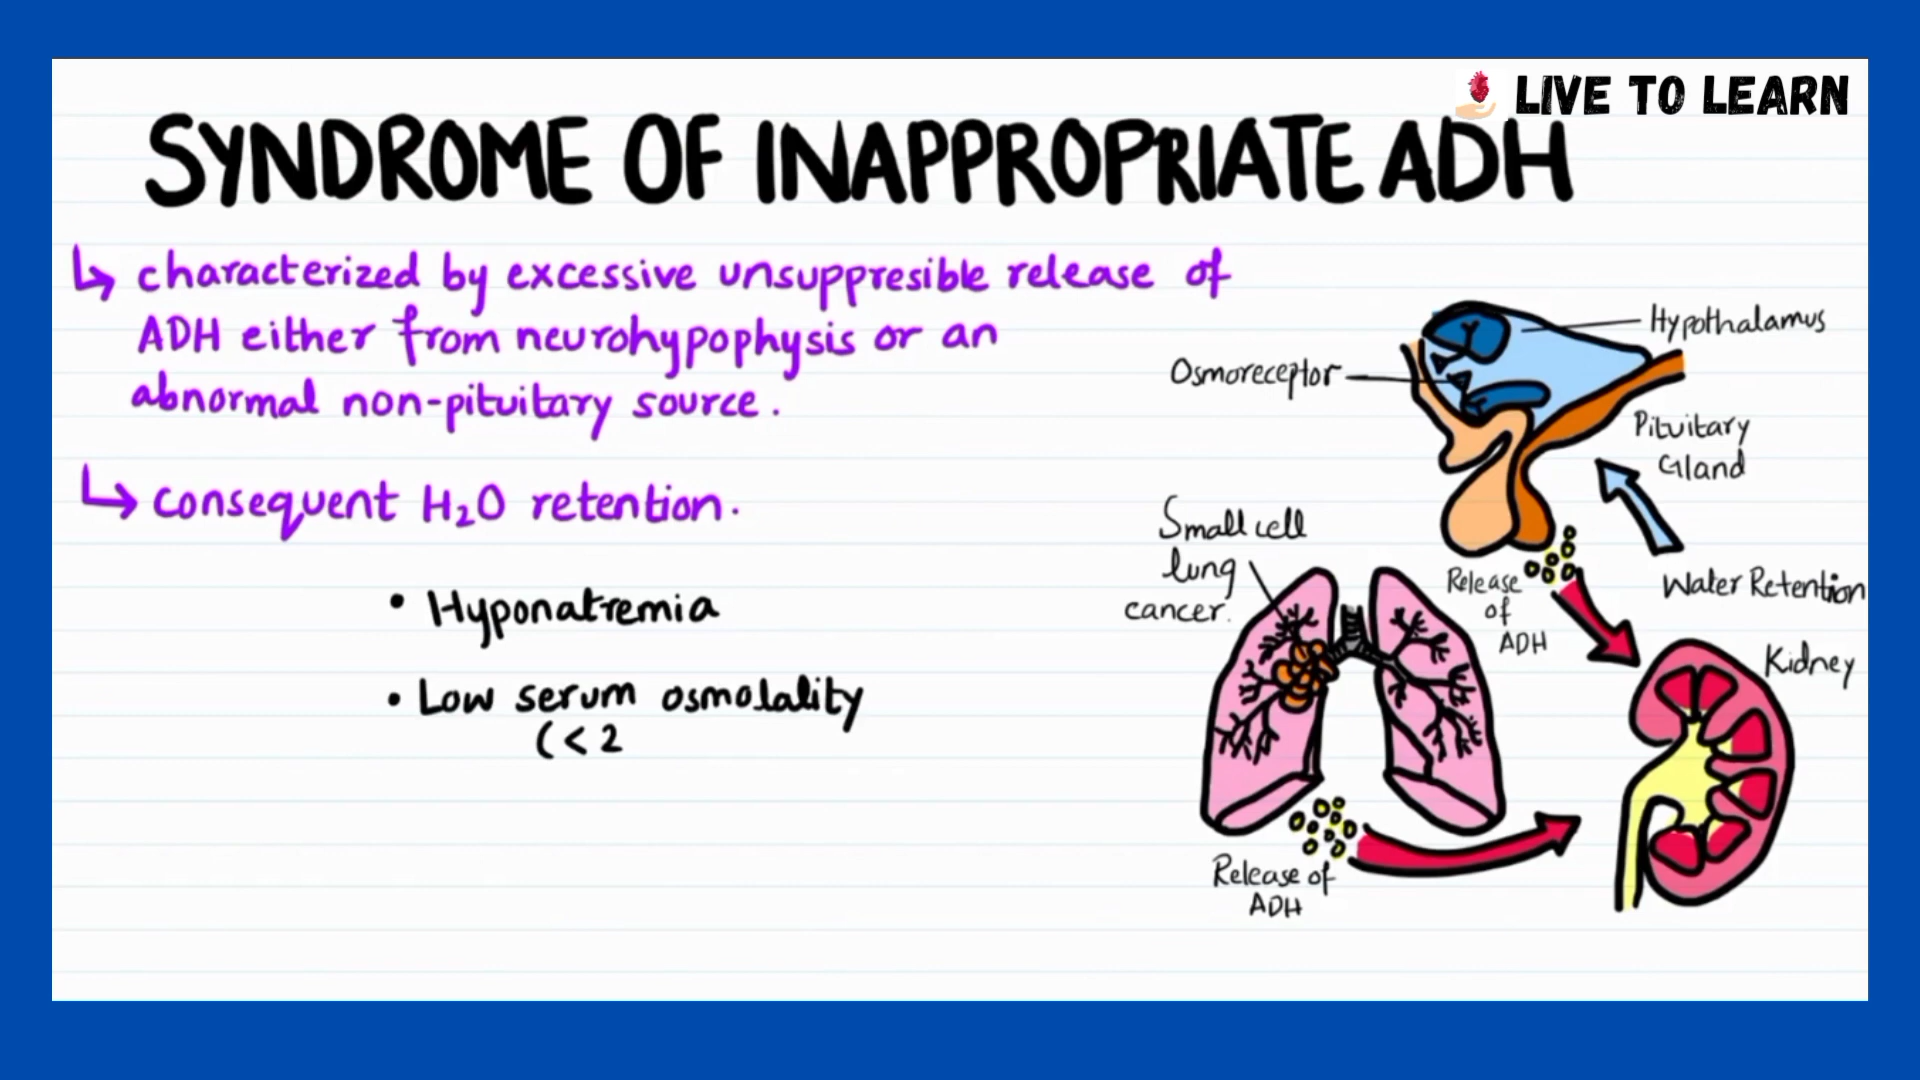 LIVE TO LEARN
SYNDROME OF INAPPROPRIATE ADH
↳ characterized by excessive unsuppresible release of
ADH either from neurohypophysis or an
abnormal non-pituitary source.
↳ consequent H₂O retention.
• Hyponatremia
• Low serum osmolality
(< 2
Hypothalamus
Osmoreceptor
Pituitary
Gland
Small cell
lung
cancer.
Release
of
ADH
Water Retention
Kidney
Release of
ADH